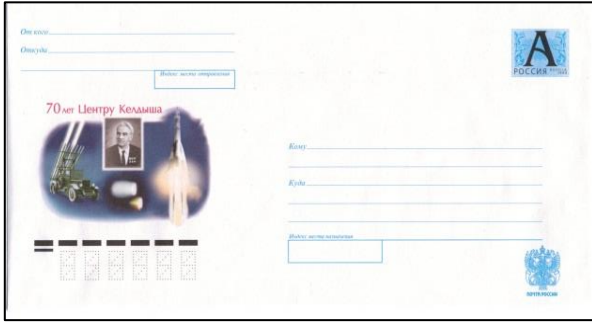 От кого
Откуда
Индекс места отправления
70 лет Центру Келдыша
А
РОССИЯ
Кому
Куда
Индекс места назначения
ПОЧТА РОССИИ